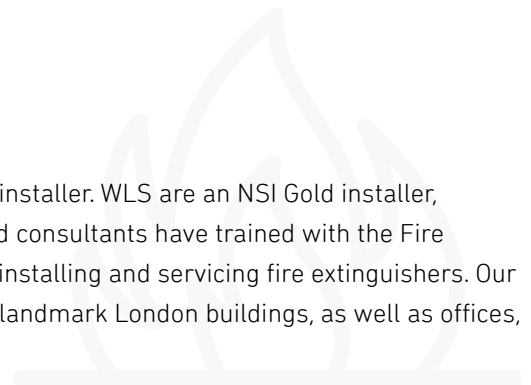 installer. WLS are an NSI Gold installer,
consultants have trained with the Fire
installing and servicing fire extinguishers. Our
landmark London buildings, as well as offices,